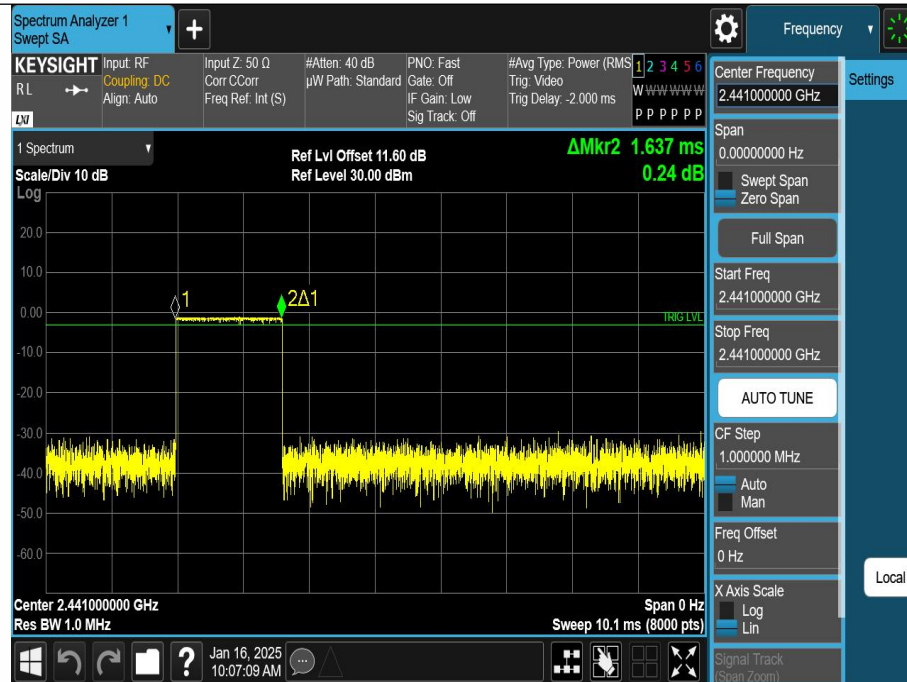 Spectrum Analyzer 1
Swept SA
+
Frequency
KEYSIGHT
RL
LXI
Input: RF
Coupling: DC
Align: Auto
Input Z: 50 Ω
Corr CCorr
Freq Ref: Int (S)
#Atten: 40 dB
µW Path: Standard
PNO: Fast
Gate: Off
IF Gain: Low
Sig Track: Off
#Avg Type: Power (RMS
Trig: Video
Trig Delay: -2.000 ms
1 2 3 4 5 6
W W W W W W
P P P P P P
1 Spectrum
Scale/Div 10 dB
Log
Ref Lvl Offset 11.60 dB
Ref Level 30.00 dBm
ΔMkr2 1.637 ms
0.24 dB
20.0
10.0
0.00
-10.0
-20.0
-30.0
-40.0
-50.0
-60.0
1
2Δ1
TRIG LVL
Center 2.441000000 GHz
Res BW 1.0 MHz
Span 0 Hz
Sweep 10.1 ms (8000 pts)
Center Frequency
2.441000000 GHz
Settings
Span
0.00000000 Hz
Swept Span
Zero Span
Full Span
Start Freq
2.441000000 GHz
Stop Freq
2.441000000 GHz
AUTO TUNE
CF Step
1.000000 MHz
Auto
Man
Freq Offset
0 Hz
Local
X Axis Scale
Log
Lin
Signal Track
(Span Zoom)
?
Jan 16, 2025
10:07:09 AM